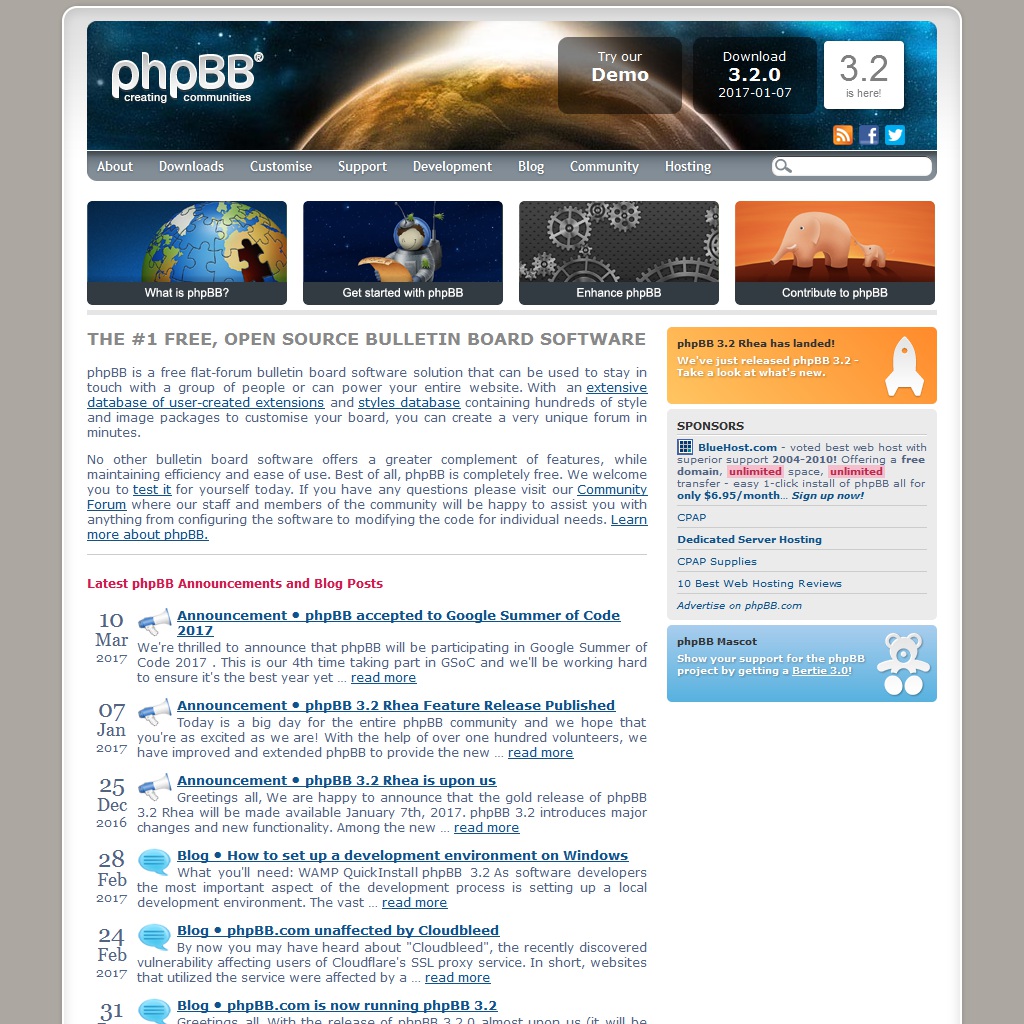 phpBB®
creating communities
Try our
Demo
Download
3.2.0
2017-01-07
3.2
is here!
About Downloads Customise Support Development Blog Community Hosting
What is phpBB?
Get started with phpBB
Enhance phpBB
Contribute to phpBB
THE #1 FREE, OPEN SOURCE BULLETIN BOARD SOFTWARE
phpBB is a free flat-forum bulletin board software solution that can be used to stay in
touch with a group of people or can power your entire website. With an extensive
database of user-created extensions and styles database containing hundreds of style
and image packages to customise your board, you can create a very unique forum in
minutes.
No other bulletin board software offers a greater complement of features, while
maintaining efficiency and ease of use. Best of all, phpBB is completely free. We welcome
you to test it for yourself today. If you have any questions please visit our Community
Forum where our staff and members of the community will be happy to assist you with
anything from configuring the software to modifying the code for individual needs. Learn
more about phpBB.
Latest phpBB Announcements and Blog Posts
10
Mar
2017
Announcement • phpBB accepted to Google Summer of Code
2017
We're thrilled to announce that phpBB will be participating in Google Summer of
Code 2017 . This is our 4th time taking part in GSoC and we'll be working hard
to ensure it's the best year yet ... read more
07
Jan
2017
Announcement • phpBB 3.2 Rhea Feature Release Published
Today is a big day for the entire phpBB community and we hope that
you're as excited as we are! With the help of over one hundred volunteers, we
have improved and extended phpBB to provide the new ... read more
25
Dec
2016
Announcement • phpBB 3.2 Rhea is upon us
Greetings all, We are happy to announce that the gold release of phpBB
3.2 Rhea will be made available January 7th, 2017. phpBB 3.2 introduces major
changes and new functionality. Among the new ... read more
28
Feb
2017
Blog • How to set up a development environment on Windows
What you'll need: WAMP QuickInstall phpBB 3.2 As software developers
the most important aspect of the development process is setting up a local
development environment. The vast ... read more
24
Feb
2017
Blog • phpBB.com unaffected by Cloudbleed
By now you may have heard about "Cloudbleed", the recently discovered
vulnerability affecting users of Cloudflare's SSL proxy service. In short, websites
that utilized the service were affected by a ... read more
31
Blog • phpBB.com is now running phpBB 3.2
Greetings all, With the release of phpBB 3.2.0 almost upon us (it will be
phpBB 3.2 Rhea has landed!
We've just released phpBB 3.2 -
Take a look at what's new.
SPONSORS
BlueHost.com - voted best web host with
superior support 2004-2010! Offering a free
domain, unlimited space, unlimited
transfer - easy 1-click install of phpBB all for
only $6.95/month... Sign up now!
CPAP
Dedicated Server Hosting
CPAP Supplies
10 Best Web Hosting Reviews
Advertise on phpBB.com
phpBB Mascot
Show your support for the phpBB
project by getting a Bertie 3.0!